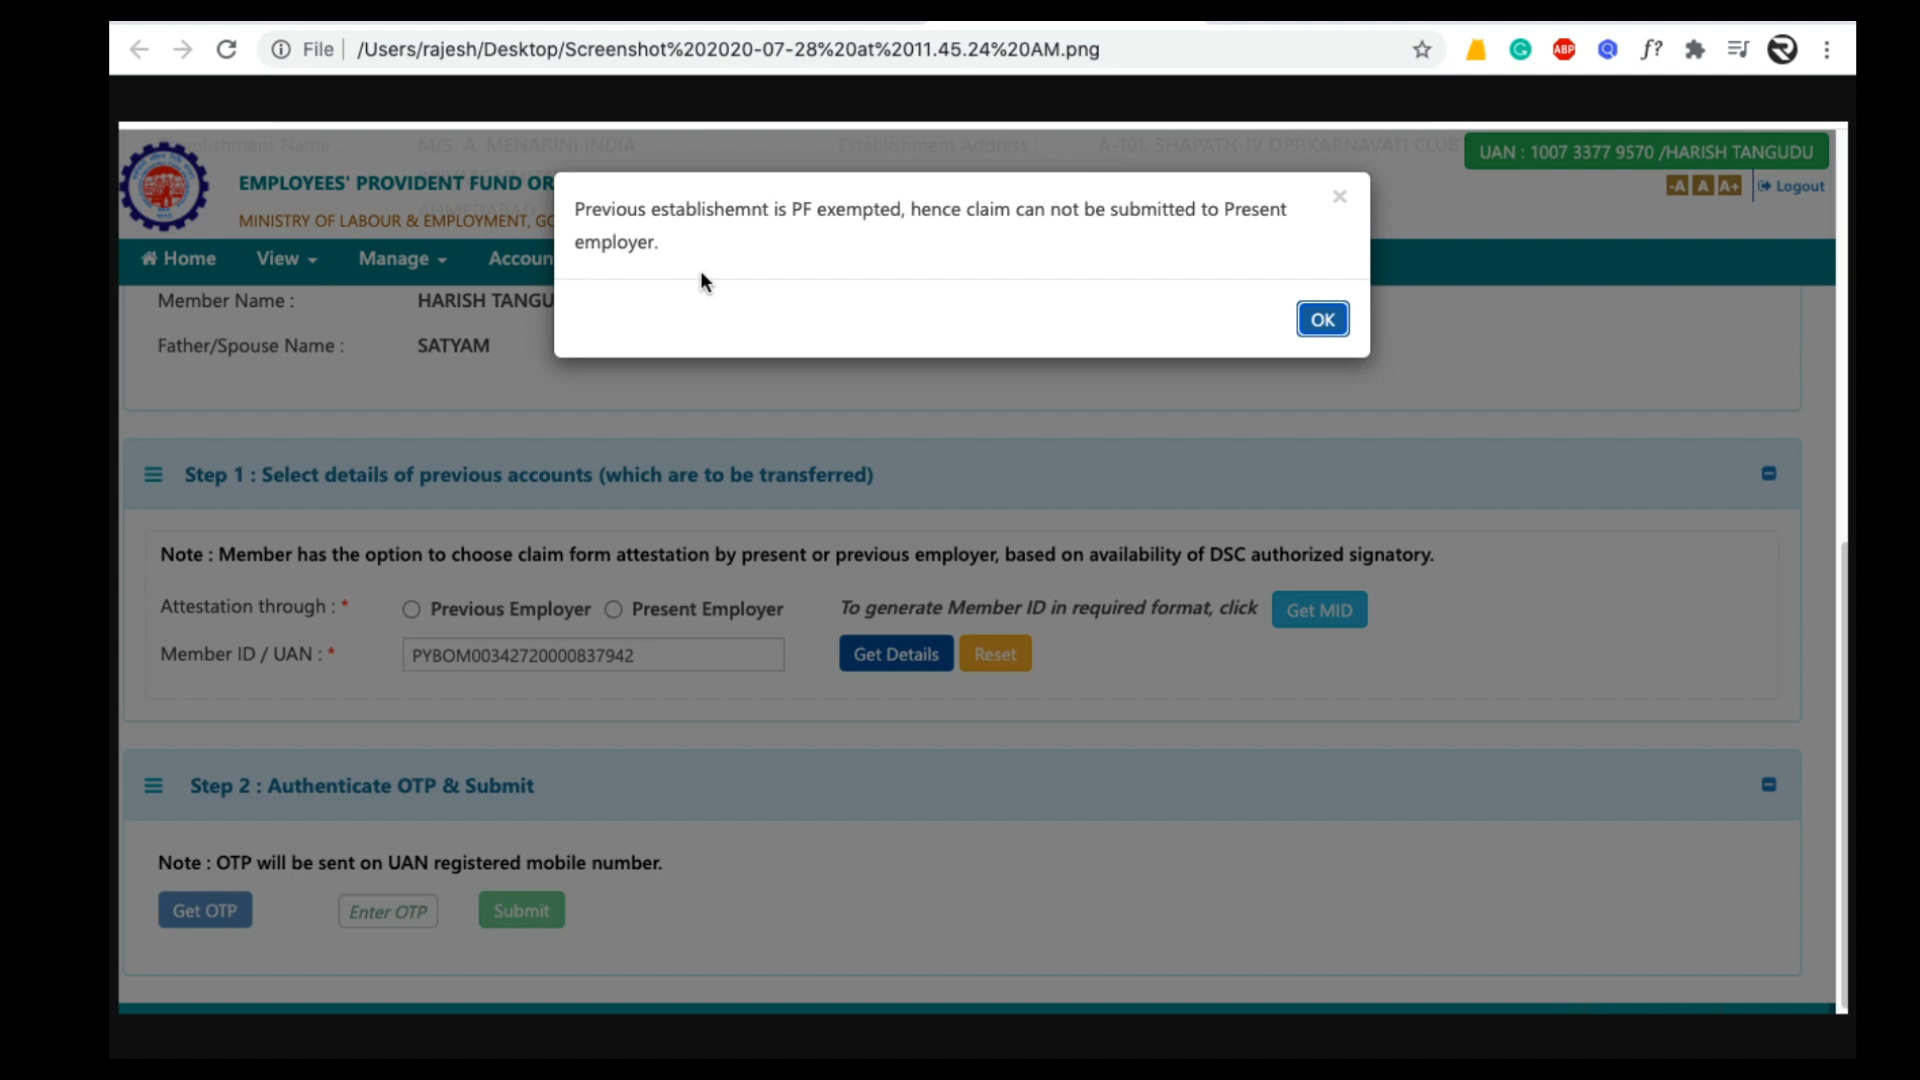 File /Users/rajesh/Desktop/Screenshot%202020-07-28%20at%2011.45.24%20AM.png
ABP
f?
Establishment Name : M/S. A. MENARINI INDIA Establishment Address : A-101, SHAPATH-IV OPP.KARNAVATI CLUB
UAN : 1007 3377 9570 /HARISH TANGUDU
EMPLOYEES' PROVIDENT FUND OR
-A A A+ Logout
AHMEDABAD
MINISTRY OF LABOUR & EMPLOYMENT, GO
Previous establishemnt is PF exempted, hence claim can not be submitted to Present
employer.
×
OK
Home View Manage Accoun
Member Name : HARISH TANGU
Father/Spouse Name : SATYAM
Step 1 : Select details of previous accounts (which are to be transferred)
Note : Member has the option to choose claim form attestation by present or previous employer, based on availability of DSC authorized signatory.
Attestation through : * Previous Employer Present Employer To generate Member ID in required format, click Get MID
Member ID / UAN : * PYBOM00342720000837942 Get Details Reset
Step 2 : Authenticate OTP & Submit
Note : OTP will be sent on UAN registered mobile number.
Get OTP Enter OTP Submit